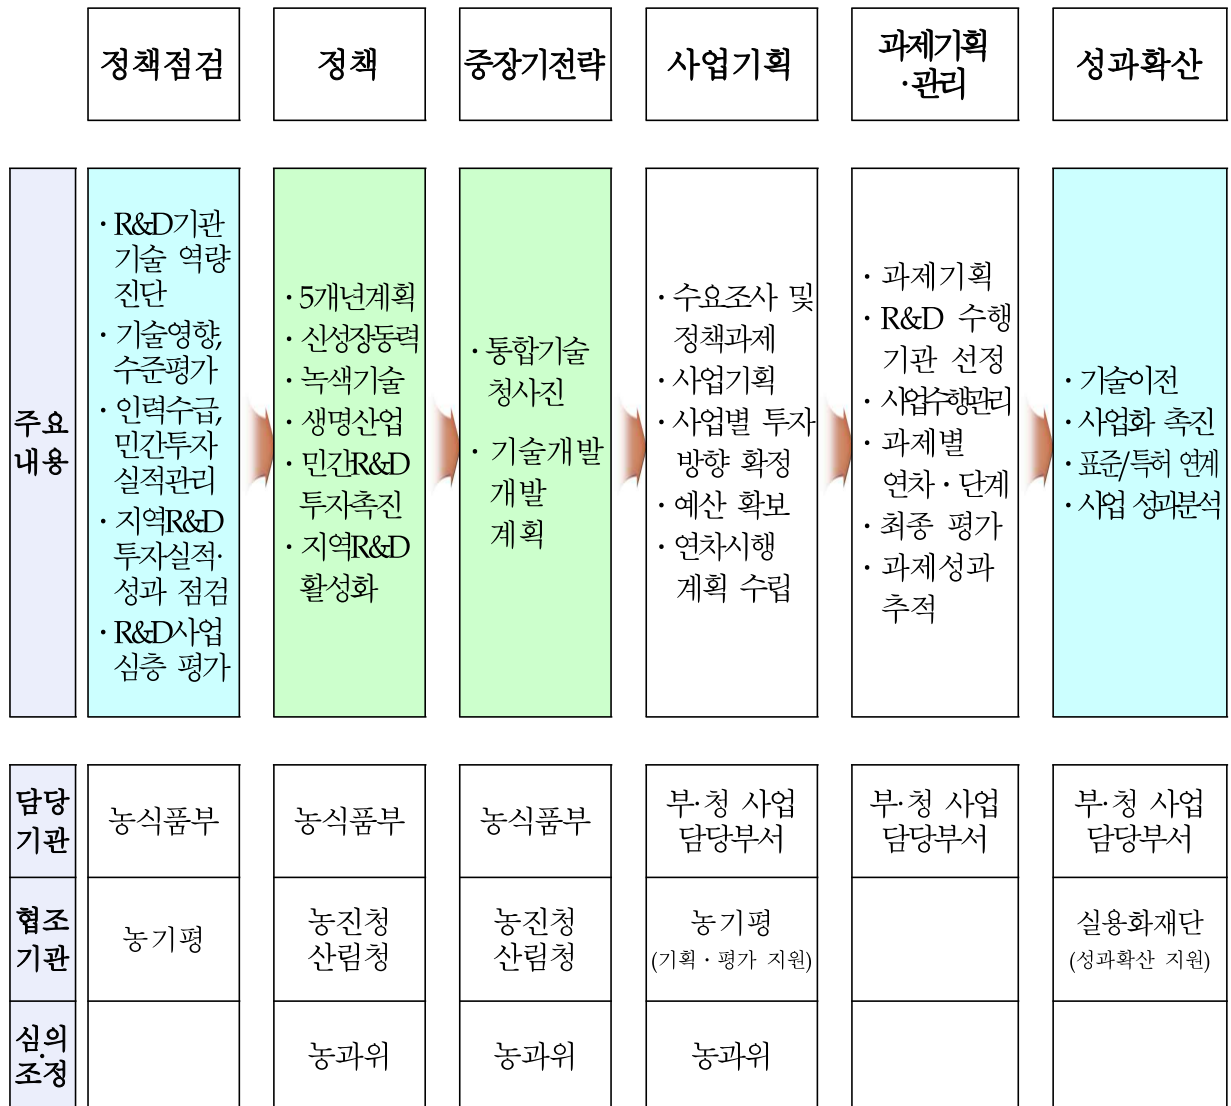 정책점검
정책
중장기전략
사업기획
과제기획
·관리
성과확산
주요
내용
· R&D기관
기술 역량
진단
· 기술영향,
수준평가
· 인력수급,
민간투자
실적관리
· 지역R&D
투자실적·
성과 점검
· R&D사업
심층 평가
· 5개년계획
· 신성장동력
· 녹색기술
· 생명산업
· 민간R&D
투자촉진
· 지역R&D
활성화
· 통합기술
청사진
· 기술개발
개발
계획
· 수요조사 및
정책과제
· 사업기획
· 사업별 투자
방향 확정
· 예산 확보
· 연차시행
계획 수립
· 과제기획
· R&D 수행
기관 선정
· 사업수행관리
· 과제별
연차·단계
· 최종 평가
· 과제성과
추적
· 기술이전
· 사업화 촉진
· 표준/특허 연계
· 사업 성과분석
담당
기관
농식품부
농식품부
농식품부
부·청 사업
담당부서
부·청 사업
담당부서
부·청 사업
담당부서
협조
기관
농기평
농진청
산림청
농진청
산림청
농기평
(기획·평가 지원)
실용화재단
(성과확산 지원)
심의
·
조정
농과위
농과위
농과위